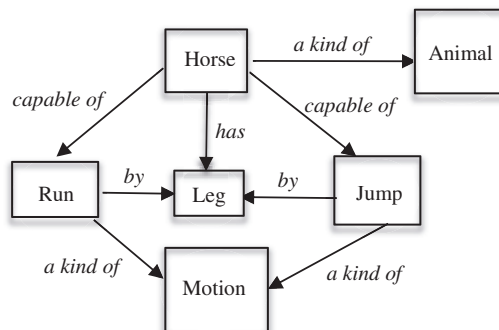 a kind of
Horse
Animal
capable of
capable of
has
Run
by
Leg
by
Jump
a kind of
Motion
a kind of